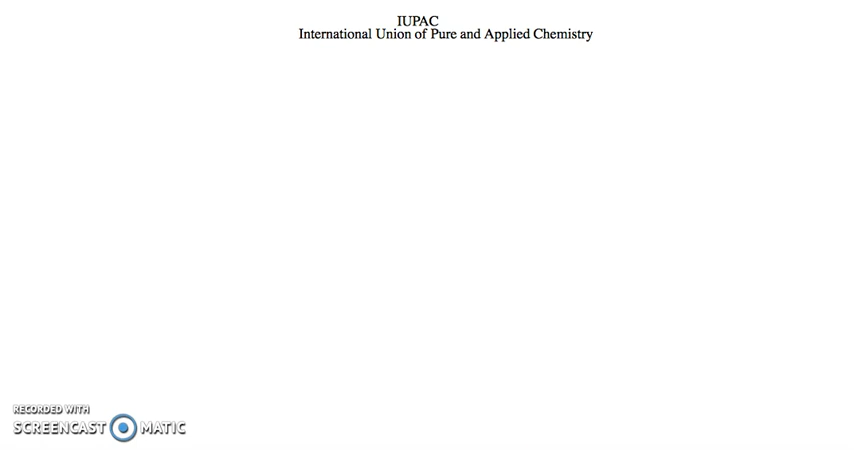 IUPAC
International Union of Pure and Applied Chemistry
RECORDED WITH
SCREENCAST MATIC